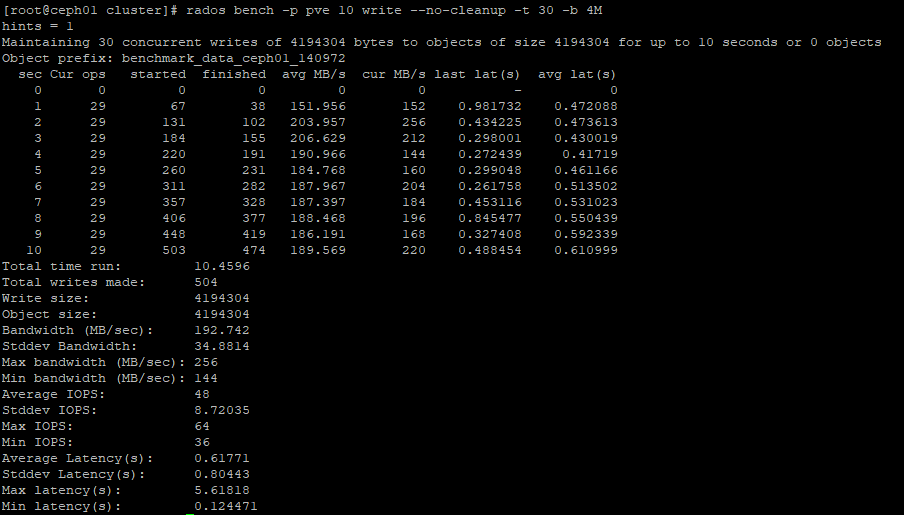 [root@ceph01 cluster]# rados bench -p pve 10 write --no-cleanup -t 30 -b 4M
hints = 1
Maintaining 30 concurrent writes of 4194304 bytes to objects of size 4194304 for up to 10 seconds or 0 objects
Object prefix: benchmark_data_ceph01_140972
sec Cur ops started finished avg MB/s cur MB/s last lat(s) avg lat(s)
0 0 0 0 0 0 - 0
1 29 67 38 151.956 152 0.981732 0.472088
2 29 131 102 203.957 256 0.434225 0.473613
3 29 184 155 206.629 212 0.298001 0.430019
4 29 220 191 190.966 144 0.272439 0.41719
5 29 260 231 184.768 160 0.299048 0.461166
6 29 311 282 187.967 204 0.261758 0.513502
7 29 357 328 187.397 184 0.453116 0.531023
8 29 406 377 188.468 196 0.845477 0.550439
9 29 448 419 186.191 168 0.327408 0.592339
10 29 503 474 189.569 220 0.488454 0.610999
Total time run: 10.4596
Total writes made: 504
Write size: 4194304
Object size: 4194304
Bandwidth (MB/sec): 192.742
Stddev Bandwidth: 34.8814
Max bandwidth (MB/sec): 256
Min bandwidth (MB/sec): 144
Average IOPS: 48
Stddev IOPS: 8.72035
Max IOPS: 64
Min IOPS: 36
Average Latency(s): 0.61771
Stddev Latency(s): 0.80443
Max latency(s): 5.61818
Min latency(s): 0.124471